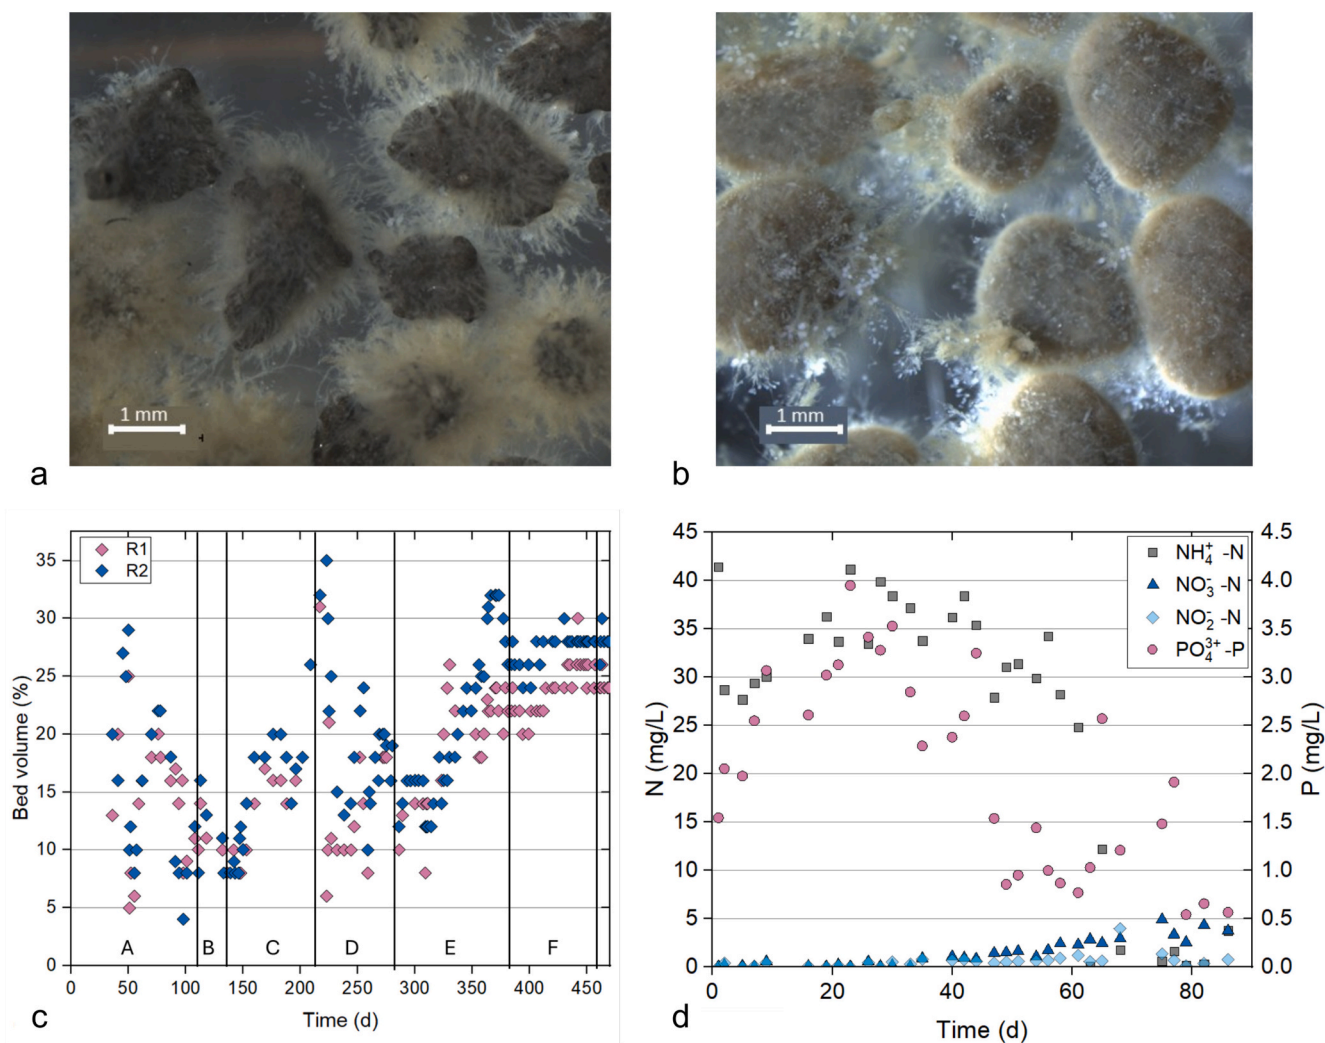 1 mm
a
1 mm
b
R1
R2
Bed volume (%)
35
30
25
20
15
10
5
0
A B C D E F
0 50 100 150 200 250 300 350 400 450
Time (d)
c
NH₄⁺ -N
NO₃⁻ -N
NO₂⁻ -N
PO₄³⁺ -P
N (mg/L)
45
40
35
30
25
20
15
10
5
0
4.5
4.0
3.5
3.0
2.5
2.0
1.5
1.0
0.5
0.0
P (mg/L)
0 20 40 60 80
Time (d)
d